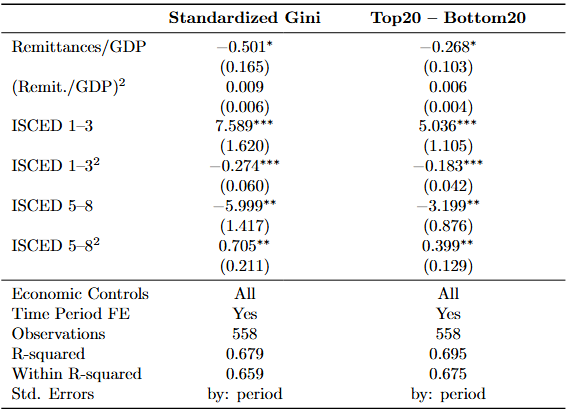 Standardized Gini Top20 – Bottom20
Remittances/GDP −0.501* −0.268*
(0.165) (0.103)
(Remit./GDP)² 0.009 0.006
(0.006) (0.004)
ISCED 1–3 7.589*** 5.036***
(1.620) (1.105)
ISCED 1–3² −0.274*** −0.183***
(0.060) (0.042)
ISCED 5–8 −5.999** −3.199**
(1.417) (0.876)
ISCED 5–8² 0.705** 0.399**
(0.211) (0.129)
Economic Controls All All
Time Period FE Yes Yes
Observations 558 558
R-squared 0.679 0.695
Within R-squared 0.659 0.675
Std. Errors by: period by: period